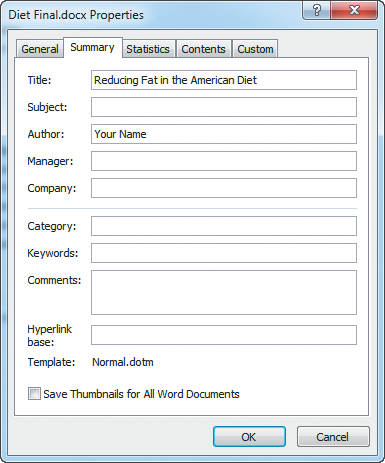 Diet Final.docx Properties
General Summary Statistics Contents Custom
Title: Reducing Fat in the American Diet
Subject:
Author: Your Name
Manager:
Company:
Category:
Keywords:
Comments:
Hyperlink
base:
Template: Normal.dotm
Save Thumbnails for All Word Documents
OK Cancel